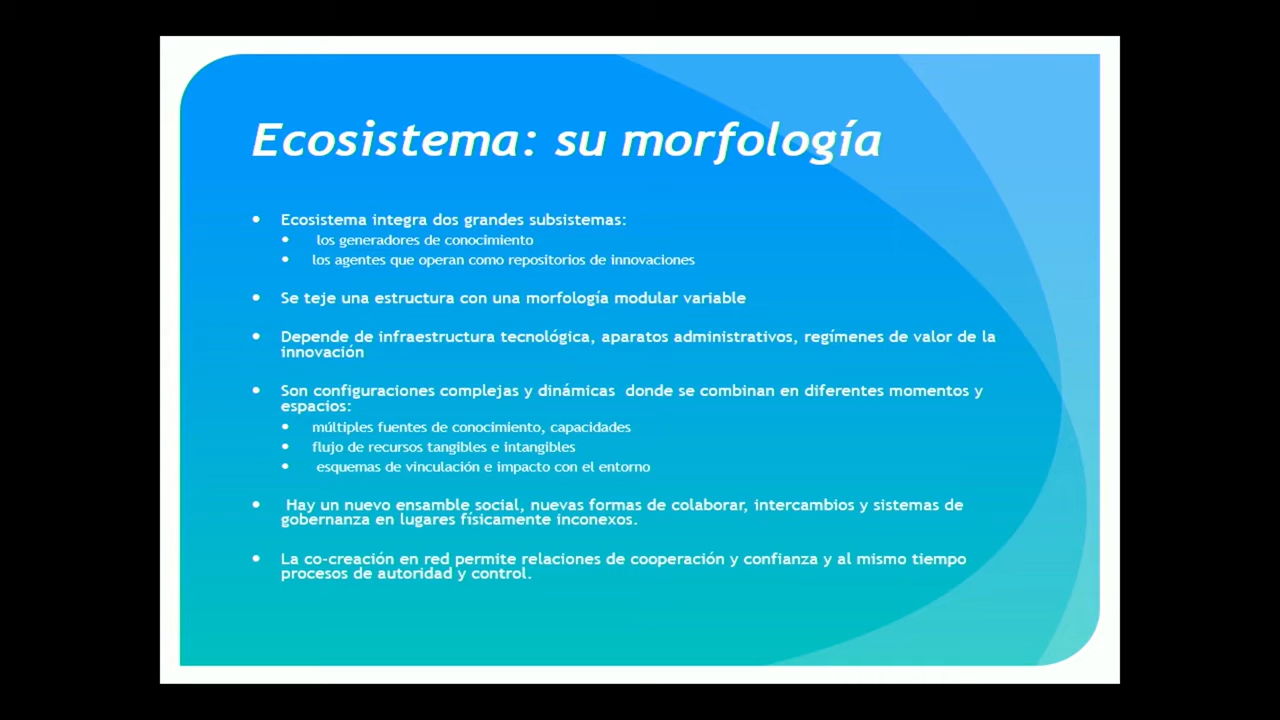 Ecosistema: su morfología
• Ecosistema integra dos grandes subsistemas:
• los generadores de conocimiento
• los agentes que operan como repositorios de innovaciones
• Se teje una estructura con una morfología modular variable
• Depende de infraestructura tecnológica, aparatos administrativos, regímenes de valor de la
innovación
• Son configuraciones complejas y dinámicas donde se combinan en diferentes momentos y
espacios:
• múltiples fuentes de conocimiento, capacidades
• flujo de recursos tangibles e intangibles
• esquemas de vinculación e impacto con el entorno
• Hay un nuevo ensamble social, nuevas formas de colaborar, intercambios y sistemas de
gobernanza en lugares físicamente inconexos.
• La co-creación en red permite relaciones de cooperación y confianza y al mismo tiempo
procesos de autoridad y control.